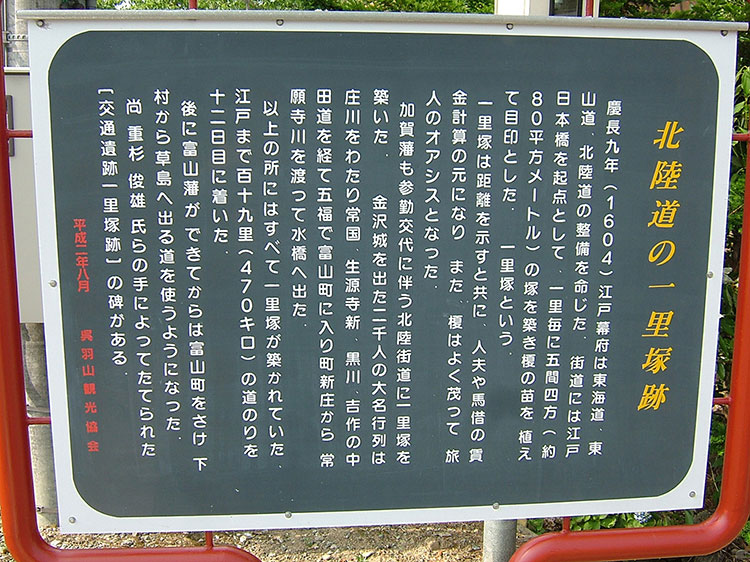 北陸道の一里塚跡
慶長九年(1604)江戸幕府は東海道、東
山道、北陸道の整備を命じた. 街道には江戸
日本橋を起点として、一里毎に五間四方(約
80平方メートル)の塚を築き榎の苗を 植え
て目印とした. 一里塚という.
一里塚は距離を示すと共に、人夫や馬借の賃
金計算の元になり また、榎はよく茂って 旅
人のオアシスとなった.
加賀藩も参勤交代に伴う北陸街道に一里塚を
築いた. 金沢城を出た二千人の大名行列は
庄川をわたり常国 生源寺新、黒川、吉作の中
田道を経て五福で富山町に入り町新庄から 常
願寺川を渡って水橋へ出た.
以上の所にはすべて一里塚が築かれていた.
江戸まで百十九里(470キロ)の道のりを
十二日目に着いた.
後に富山藩が できてからは富山町をさけ 下
村から草島へ出る道を使うようになった.
尚 重杉 俊雄 氏らの手によってたてられた
〔交通遺跡一里塚跡〕の碑がある.
平成二年八月 呉羽山観光協会